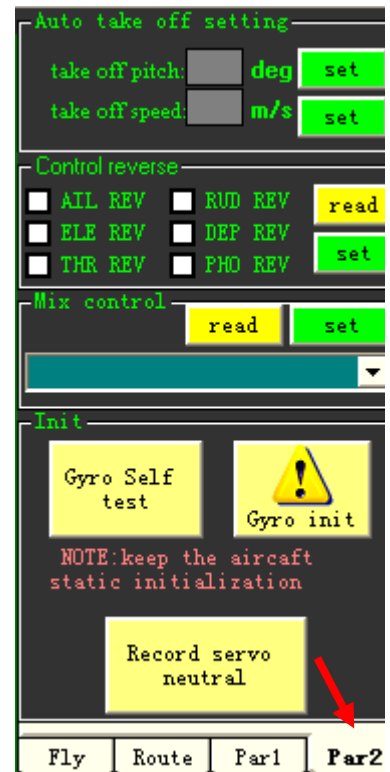 Auto take off setting
take off pitch: deg set
take off speed: m/s set
Control reverse
AIL REV RUD REV read
ELE REV DEP REV
THR REV PHO REV set
Mix control
read set
Init
Gyro Self
test
Gyro init
NOTE:keep the aircaft
static initialization
Record servo
neutral
Fly Route Par1 Par2